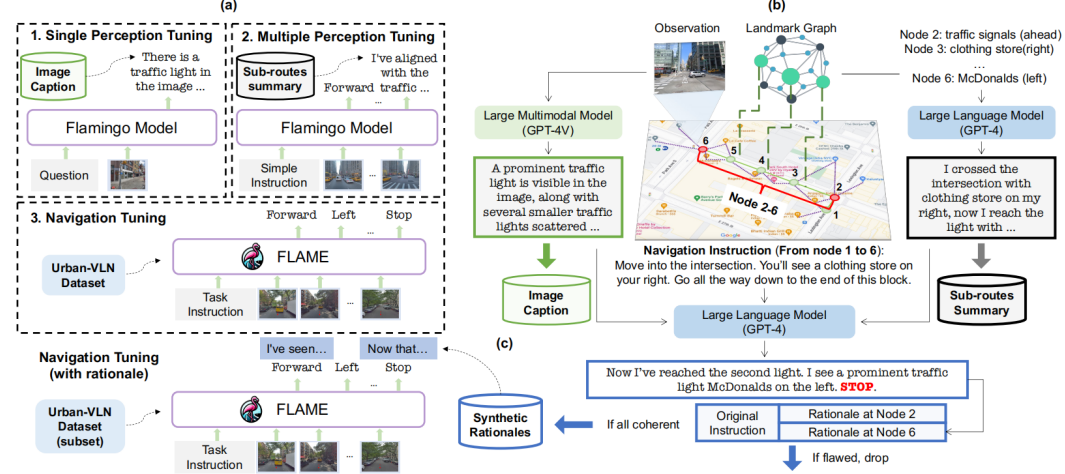 (a)
1. Single Perception Tuning
Image
Caption
There is a
traffic light in
the image ...
Flamingo Model
Question
2. Multiple Perception Tuning
Sub-routes
summary
I've aligned
with the
traffic ...
Forward
...
Flamingo Model
Simple
Instruction
...
3. Navigation Tuning
Forward
Left
Stop
...
Urban-VLN
Dataset
FLAME
Task
Instruction
...
Navigation Tuning
(with rationale)
I've seen...
Now that...
Forward
Left
Stop
...
Urban-VLN
Dataset
(subset)
FLAME
Task
Instruction
...
(b)
Observation
Landmark Graph
Node 2: traffic signals (ahead)
Node 3: clothing store(right)
...
Node 6: McDonalds (left)
Large Multimodal Model
(GPT-4V)
Large Language Model
(GPT-4)
A prominent traffic
light is visible in the
image, along with
several smaller traffic
lights scattered ...
6
5
4
3
2
1
Node 2-6
Google
I crossed the
intersection with
clothing store on my
right, now I reach the
light with ...
Navigation Instruction (From node 1 to 6):
Move into the intersection. You'll see a clothing store on
your right. Go all the way down to the end of this block.
Image
Caption
Sub-routes
Summary
Large Language Model
(GPT-4)
(c)
Now I've reached the second light. I see a prominent traffic
light McDonalds on the left. STOP.
Synthetic
Rationales
If all coherent
Original
Instruction
Rationale at Node 2
Rationale at Node 6
If flawed, drop